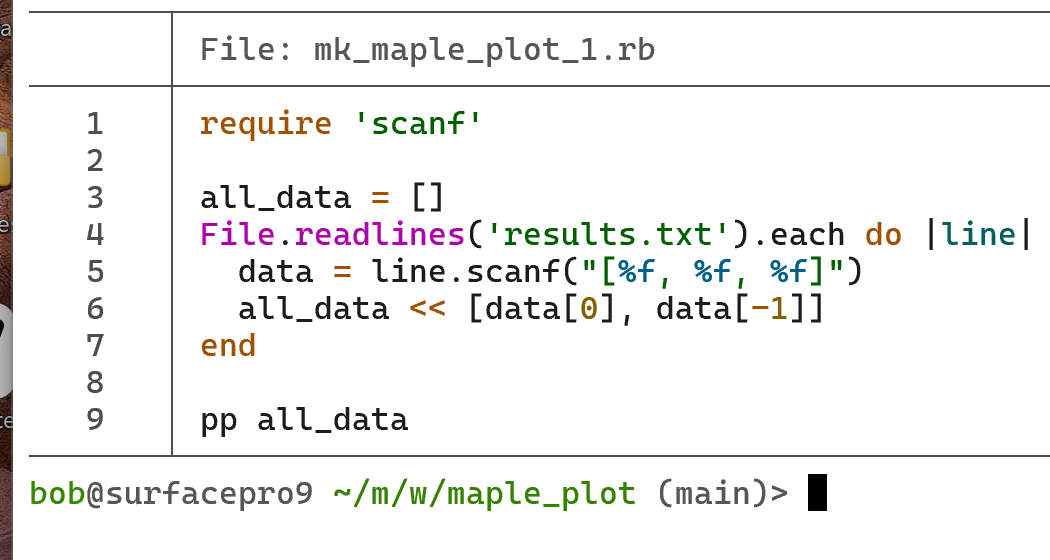 File: mk_maple_plot_1.rb
1 require 'scanf'
2
3 all_data = []
4 File.readlines('results.txt').each do |line|
5   data = line.scanf("[%f, %f, %f]")
6   all_data << [data[0], data[-1]]
7 end
8
9 pp all_data
bob@surfacepro9 ~/m/w/maple_plot (main)>